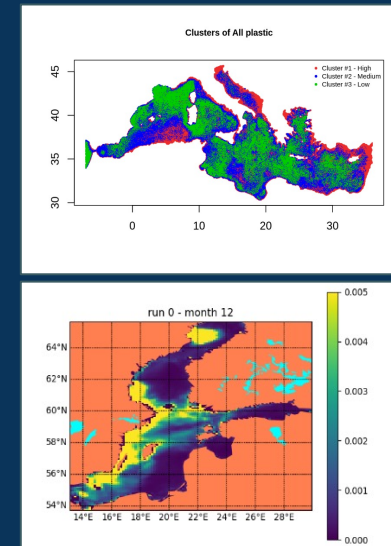 Clusters of All plastic
Cluster #1 - High
Cluster #2 - Medium
Cluster #3 - Low
45
40
35
30
0 10 20 30
run 0 - month 12
64°N
62°N
60°N
58°N
56°N
54°N
14°E 16°E 18°E 20°E 22°E 24°E 26°E 28°E
0.005
0.004
0.003
0.002
0.001
0.000